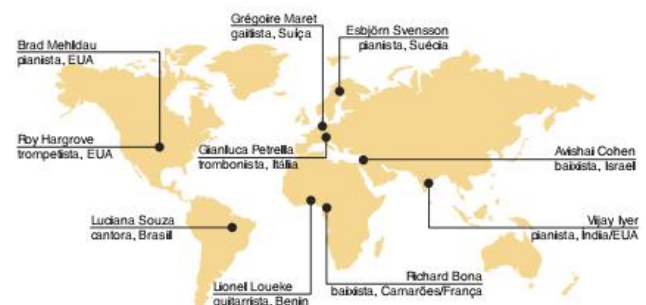 Grégoire Maret
gaitista, Suíça
Esbjörn Svensson
pianista, Suécia
Brad Mehldau
pianista, EUA
Roy Hargrove
trompetista, EUA
Gianluca Petrella
trombonista, Itália
Avishai Cohen
baixista, Israel
Luciana Souza
cantora, Brasil
Vijay Iyer
pianista, Índia/EUA
Richard Bona
baixista, Camarões/França
Lionel Loueke
guitarrista, Benin